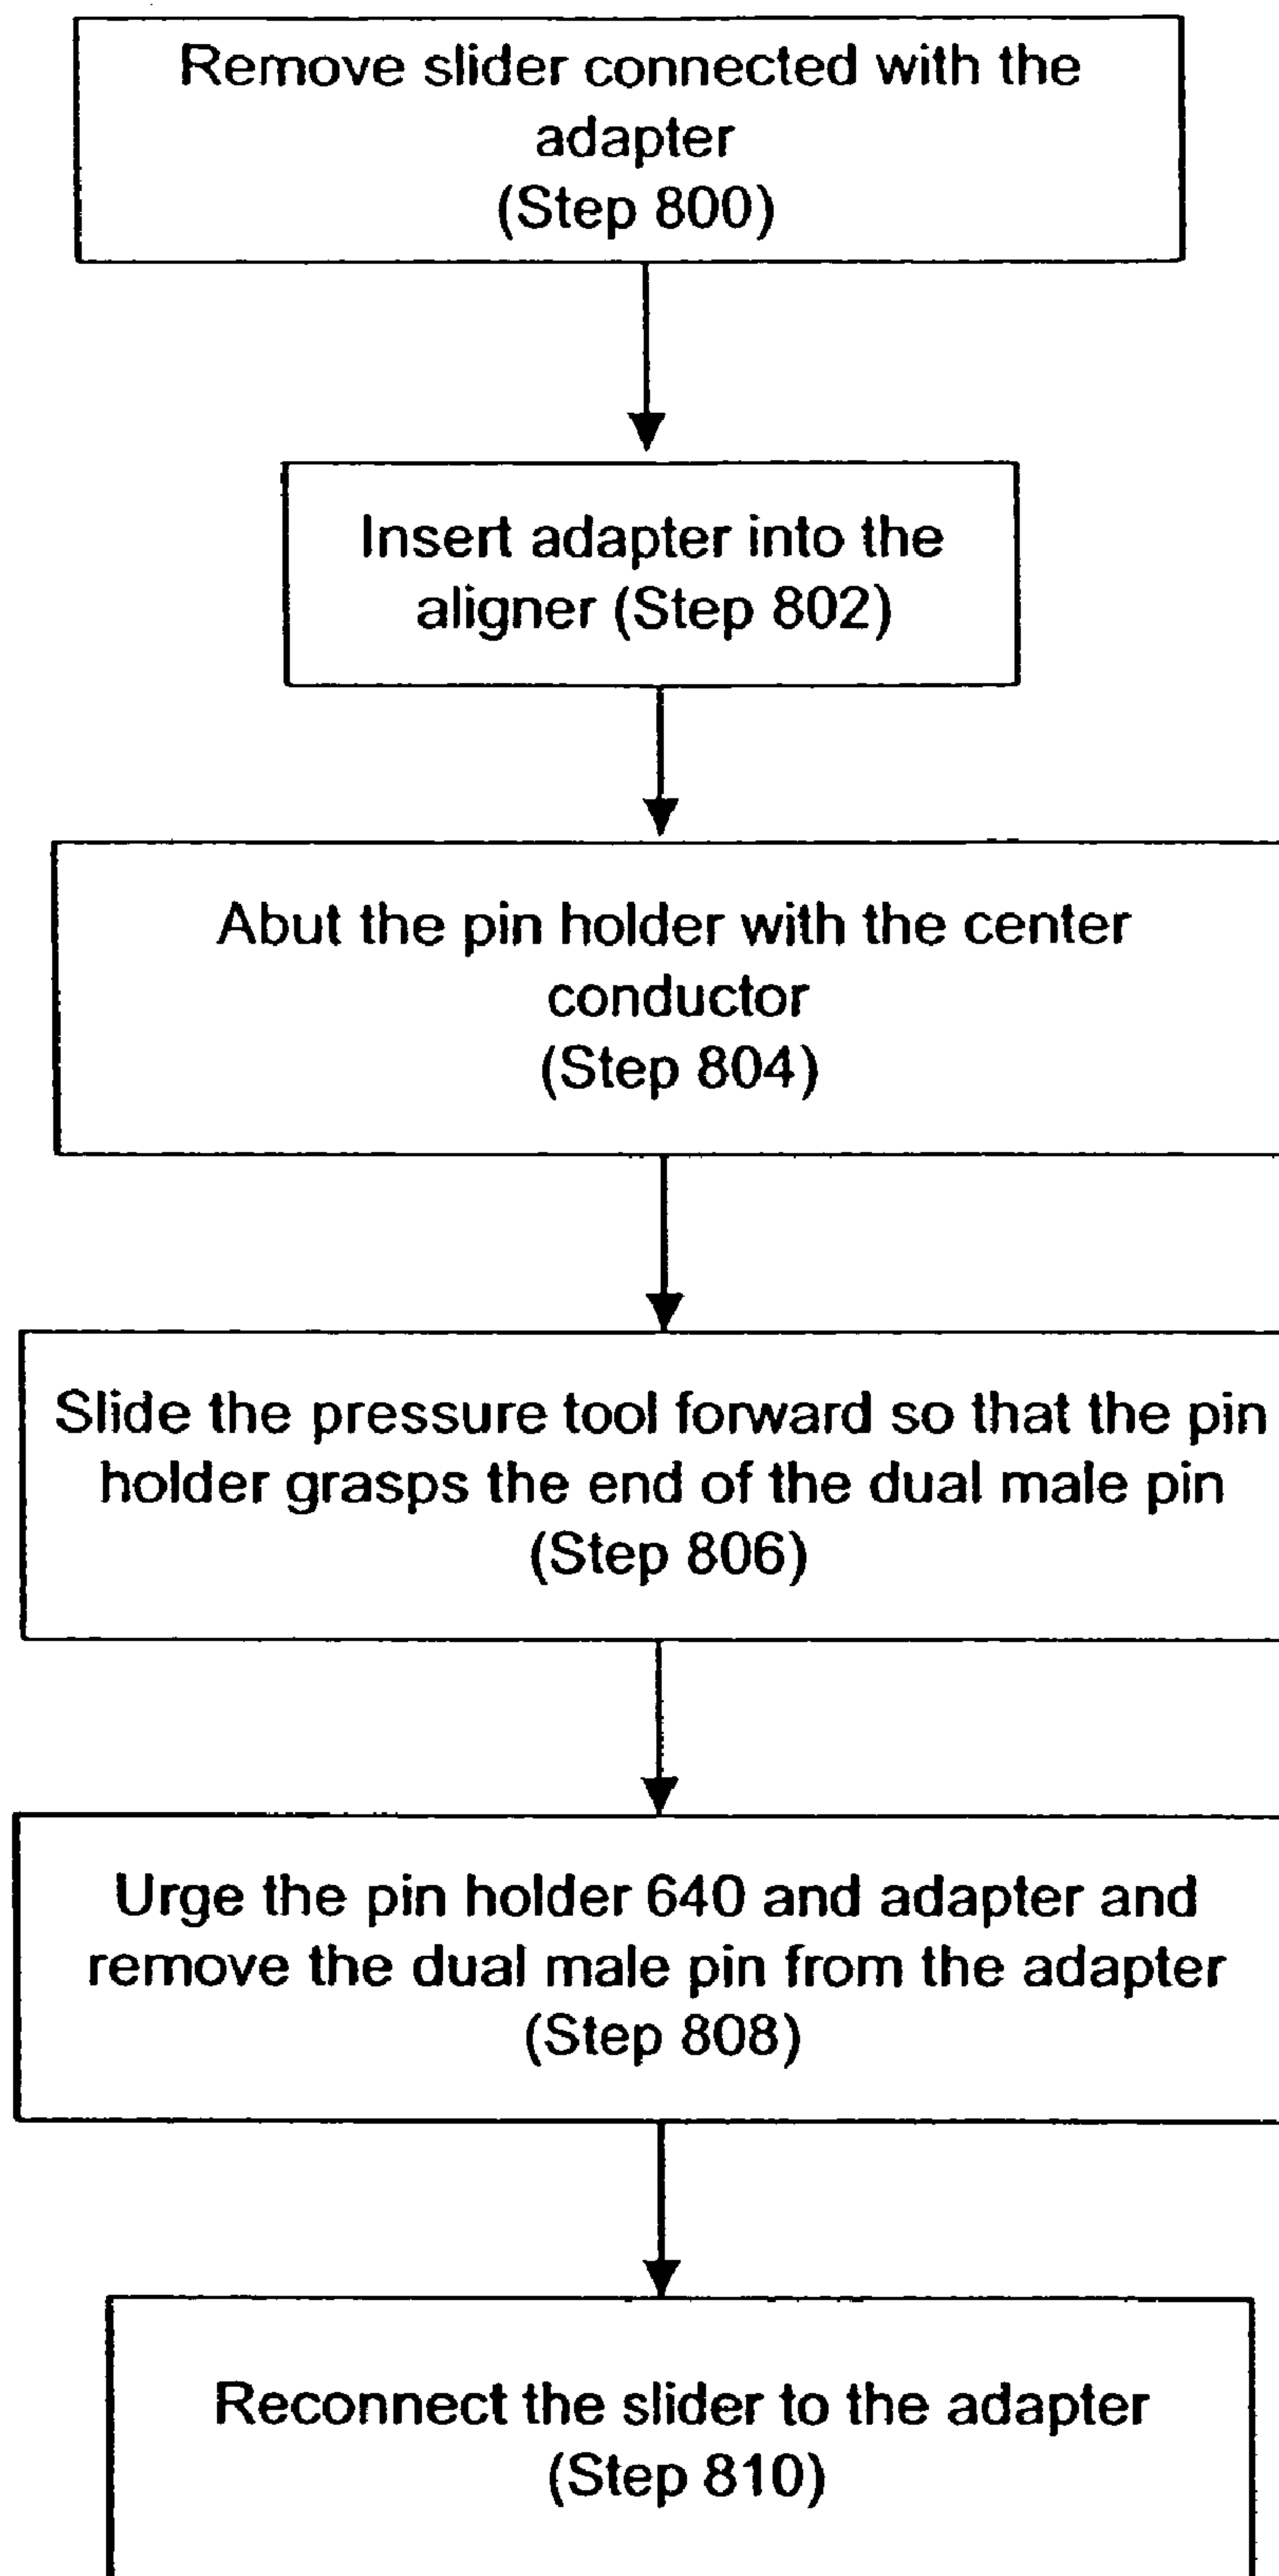 Remove slider connected with the
adapter
(Step 800)
Insert adapter into the
aligner (Step 802)
Abut the pin holder with the center
conductor
(Step 804)
Slide the pressure tool forward so that the pin
holder grasps the end of the dual male pin
(Step 806)
Urge the pin holder 640 and adapter and
remove the dual male pin from the adapter
(Step 808)
Reconnect the slider to the adapter
(Step 810)